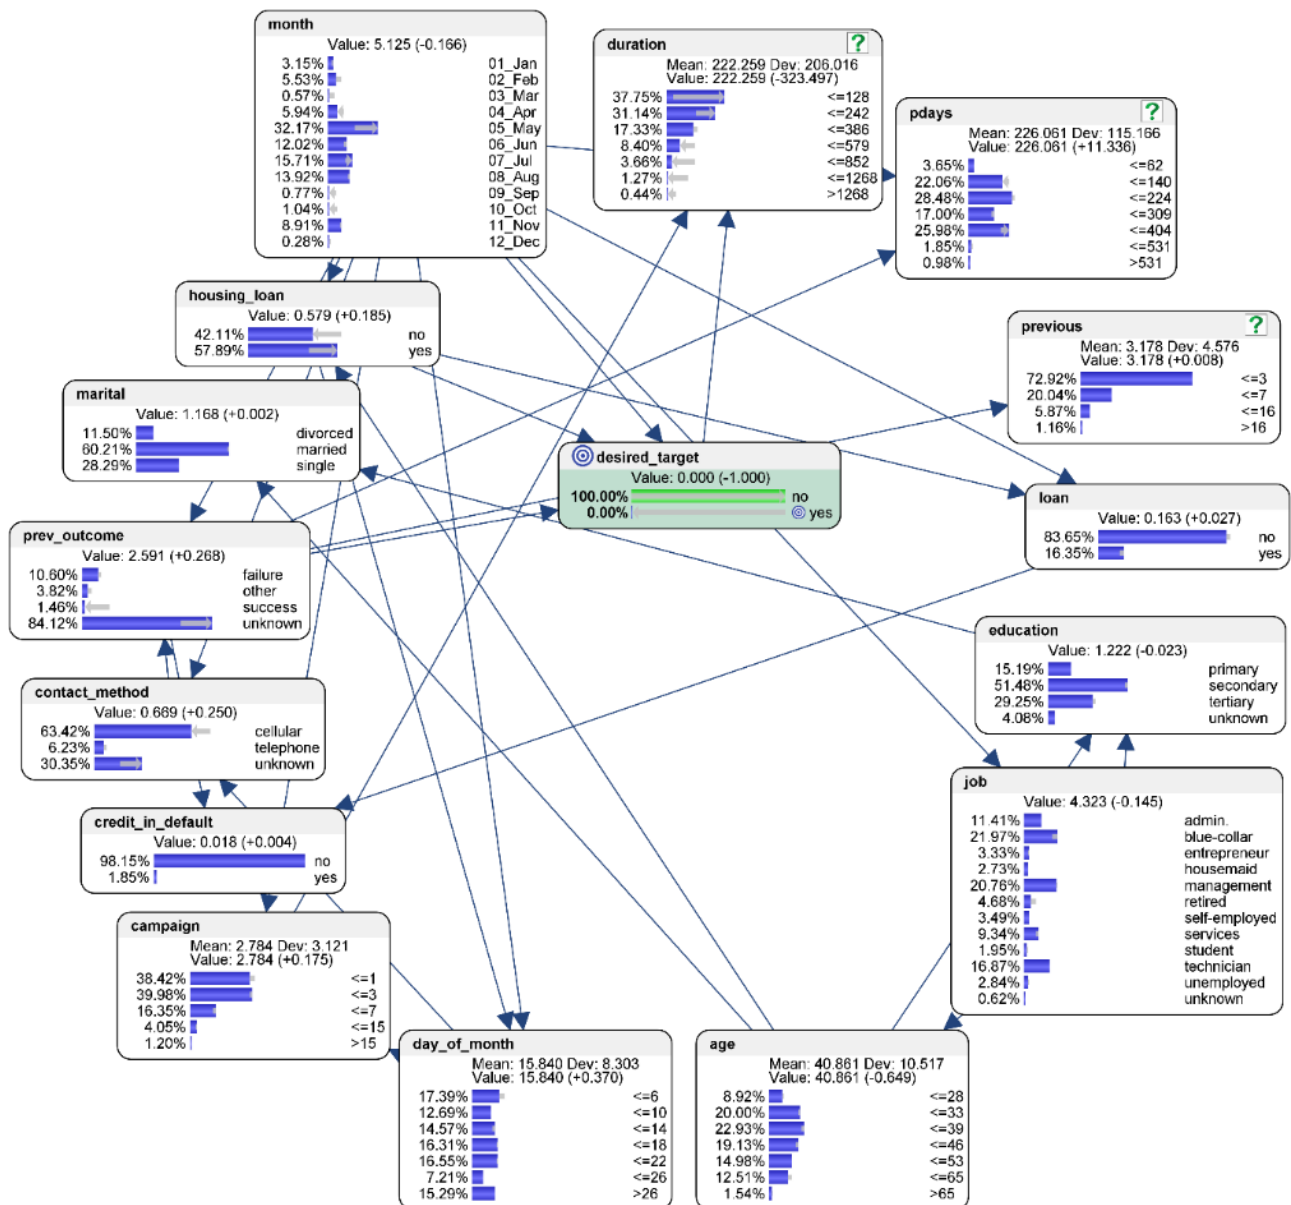 month
Value: 5.125 (-0.166)
3.15% 01_Jan
5.53% 02_Feb
0.57% 03_Mar
5.94% 04_Apr
32.17% 05_May
12.02% 06_Jun
15.71% 07_Jul
13.92% 08_Aug
0.77% 09_Sep
1.04% 10_Oct
8.91% 11_Nov
0.28% 12_Dec
duration ?
Mean: 222.259 Dev: 206.016
Value: 222.259 (-323.497)
37.75% <=128
31.14% <=242
17.33% <=386
8.40% <=579
3.66% <=852
1.27% <=1268
0.44% >1268
pdays ?
Mean: 226.061 Dev: 115.166
Value: 226.061 (+11.336)
3.65% <=62
22.06% <=140
28.48% <=224
17.00% <=309
25.98% <=404
1.85% <=531
0.98% >531
housing_loan
Value: 0.579 (+0.185)
42.11% no
57.89% yes
previous ?
Mean: 3.178 Dev: 4.576
Value: 3.178 (+0.008)
72.92% <=3
20.04% <=7
5.87% <=16
1.16% >16
marital
Value: 1.168 (+0.002)
11.50% divorced
60.21% married
28.29% single
desired_target
Value: 0.000 (-1.000)
100.00% no
0.00% yes
loan
Value: 0.163 (+0.027)
83.65% no
16.35% yes
prev_outcome
Value: 2.591 (+0.268)
10.60% failure
3.82% other
1.46% success
84.12% unknown
education
Value: 1.222 (-0.023)
15.19% primary
51.48% secondary
29.25% tertiary
4.08% unknown
contact_method
Value: 0.669 (+0.250)
63.42% cellular
6.23% telephone
30.35% unknown
job
Value: 4.323 (-0.145)
11.41% admin.
21.97% blue-collar
3.33% entrepreneur
2.73% housemaid
20.76% management
4.68% retired
3.49% self-employed
9.34% services
1.95% student
16.87% technician
2.84% unemployed
0.62% unknown
credit_in_default
Value: 0.018 (+0.004)
98.15% no
1.85% yes
campaign
Mean: 2.784 Dev: 3.121
Value: 2.784 (+0.175)
38.42% <=1
39.98% <=3
16.35% <=7
4.05% <=15
1.20% >15
day_of_month
Mean: 15.840 Dev: 8.303
Value: 15.840 (+0.370)
17.39% <=6
12.69% <=10
14.57% <=14
16.31% <=18
16.55% <=22
7.21% <=26
15.29% >26
age
Mean: 40.861 Dev: 10.517
Value: 40.861 (-0.649)
8.92% <=28
20.00% <=33
22.93% <=39
19.13% <=46
14.98% <=53
12.51% <=65
1.54% >65